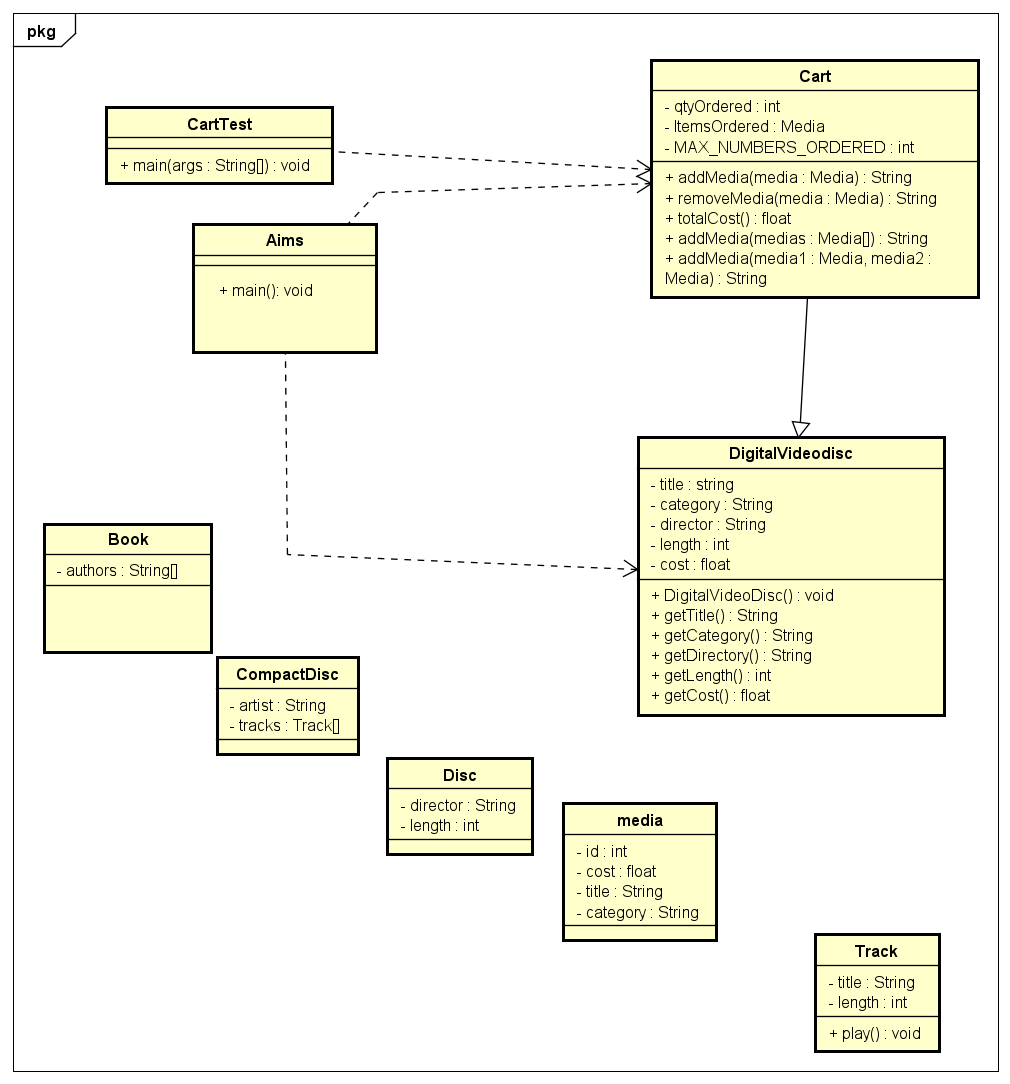 pkg
Cart
- qtyOrdered : int
- ItemsOrdered : Media
- MAX_NUMBERS_ORDERED : int
+ addMedia(media : Media) : String
+ removeMedia(media : Media) : String
+ totalCost() : float
+ addMedia(medias : Media[]) : String
+ addMedia(media1 : Media, media2 :
Media) : String
CartTest
+ main(args : String[]) : void
Aims
+ main(): void
DigitalVideodisc
- title : string
- category : String
- director : String
- length : int
- cost : float
+ DigitalVideoDisc() : void
+ getTitle() : String
+ getCategory() : String
+ getDirectory() : String
+ getLength() : int
+ getCost() : float
Book
- authors : String[]
CompactDisc
- artist : String
- tracks : Track[]
Disc
- director : String
- length : int
media
- id : int
- cost : float
- title : String
- category : String
Track
- title : String
- length : int
+ play() : void